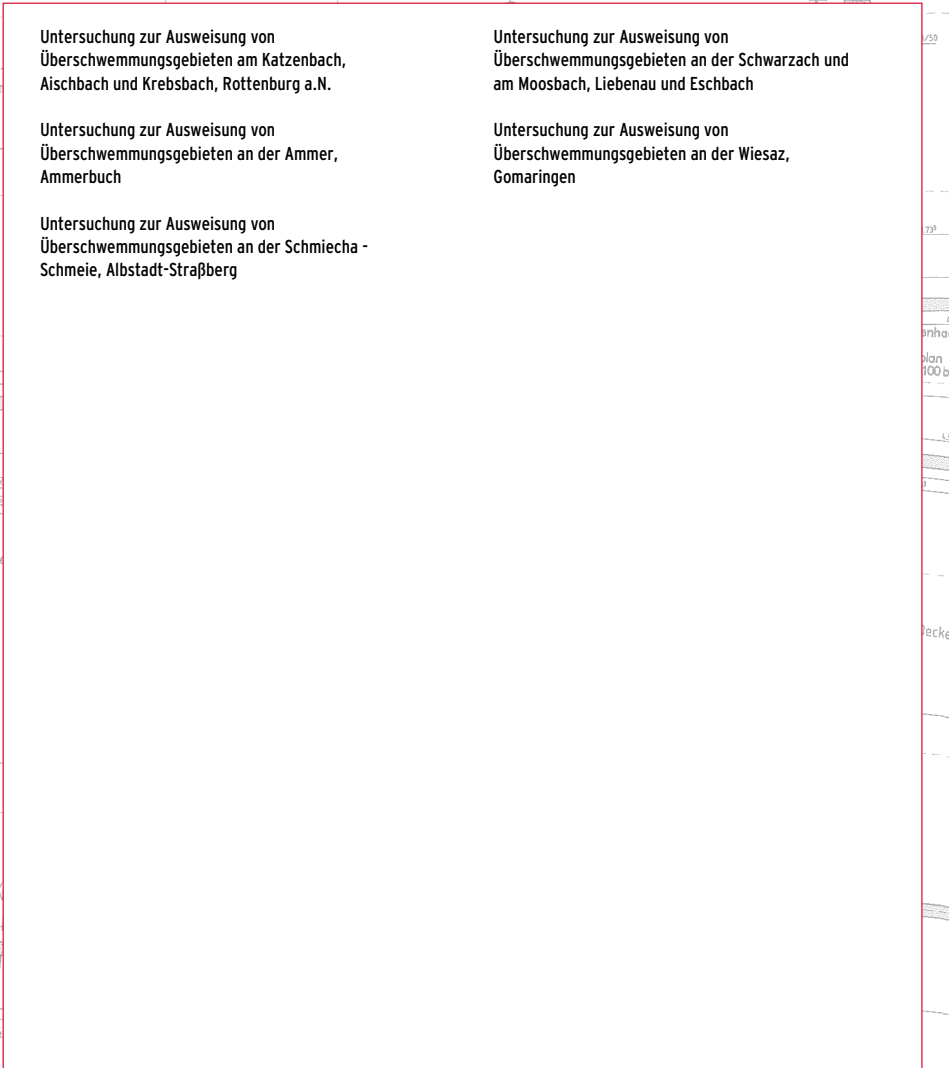 Untersuchung zur Ausweisung von
Überschwemmungsgebieten am Katzenbach,
Aischbach und Krebsbach, Rottenburg a.N.
Untersuchung zur Ausweisung von
Überschwemmungsgebieten an der Ammer,
Ammerbuch
Untersuchung zur Ausweisung von
Überschwemmungsgebieten an der Schmiecha -
Schmeie, Albstadt-Straßberg
Untersuchung zur Ausweisung von
Überschwemmungsgebieten an der Schwarzach und
am Moosbach, Liebenau und Eschbach
Untersuchung zur Ausweisung von
Überschwemmungsgebieten an der Wiesaz,
Gomaringen